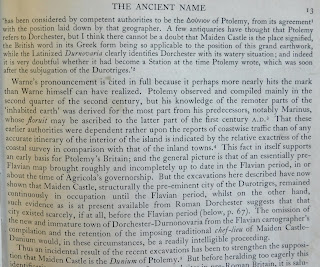 THE ANCIENT NAME
13
'has been considered by competent authorities to be the Δούνιον of Ptolemy, from its agreement
with the position laid down by that geographer. A few antiquaries have thought that Ptolemy
refers to Dorchester, but I think there cannot be a doubt that Maiden Castle is the place signified,
the British word in its Greek form being so applicable to the position of this grand earthwork,
while the Latinized Durnovaria clearly identifies Dorchester with its watery situation; and indeed
it is very doubtful whether it had become a Station at the time Ptolemy wrote, which was soon
after the subjugation of the Durotriges.'²
Warne's pronouncement is cited in full because it perhaps more nearly hits the mark
than Warne himself can have realized. Ptolemy observed and compiled mainly in the
second quarter of the second century, but his knowledge of the remoter parts of the
'inhabited earth' was derived for the most part from his predecessors, notably Marinus,
whose floruit may be ascribed to the latter part of the first century A.D.³ That these
earlier authorities were dependent rather upon the reports of coastwise traffic than of any
accurate itinerary of the interior of the island is indicated by the relative exactness of the
coastal survey in comparison with that of the inland towns.⁴ This fact in itself supports
an early basis for Ptolemy's Britain; and the general picture is that of an essentially pre-
Flavian map brought roughly and incompletely up to date in the Flavian period, in or
about the time of Agricola's governorship. But the excavations here described have now
shown that Maiden Castle, structurally the pre-eminent city of the Durotriges, remained
continuously in occupation until the Flavian period, whilst on the other hand,
such evidence as is at present available from Roman Dorchester suggests that that
city existed scarcely, if at all, before the Flavian period (below, p. 67). The omission of
the new and immature town of Dorchester-Durnovaria from the Flavian cartographer's
compilation and the retention of the imposing traditional chef-lieu of Maiden Castle-
Dunium would, in these circumstances, be a readily intelligible proceeding.
Thus an incidental result of the recent excavations has been to strengthen the supposi-
tion that Maiden Castle is the Dunium of Ptolemy. But before heralding too eagerly this
in pre-Roman Britain, it is salu-